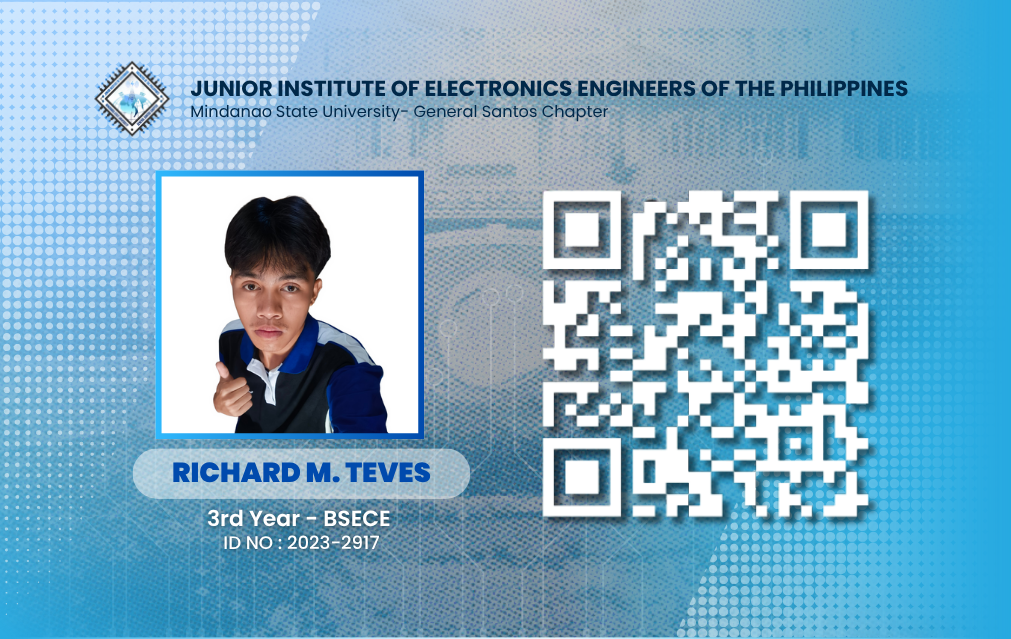 JUNIOR INSTITUTE OF ELECTRONICS ENGINEERS OF THE PHILIPPINES
Mindanao State University- General Santos Chapter
RICHARD M. TEVES
3rd Year - BSECE
ID NO : 2023-2917